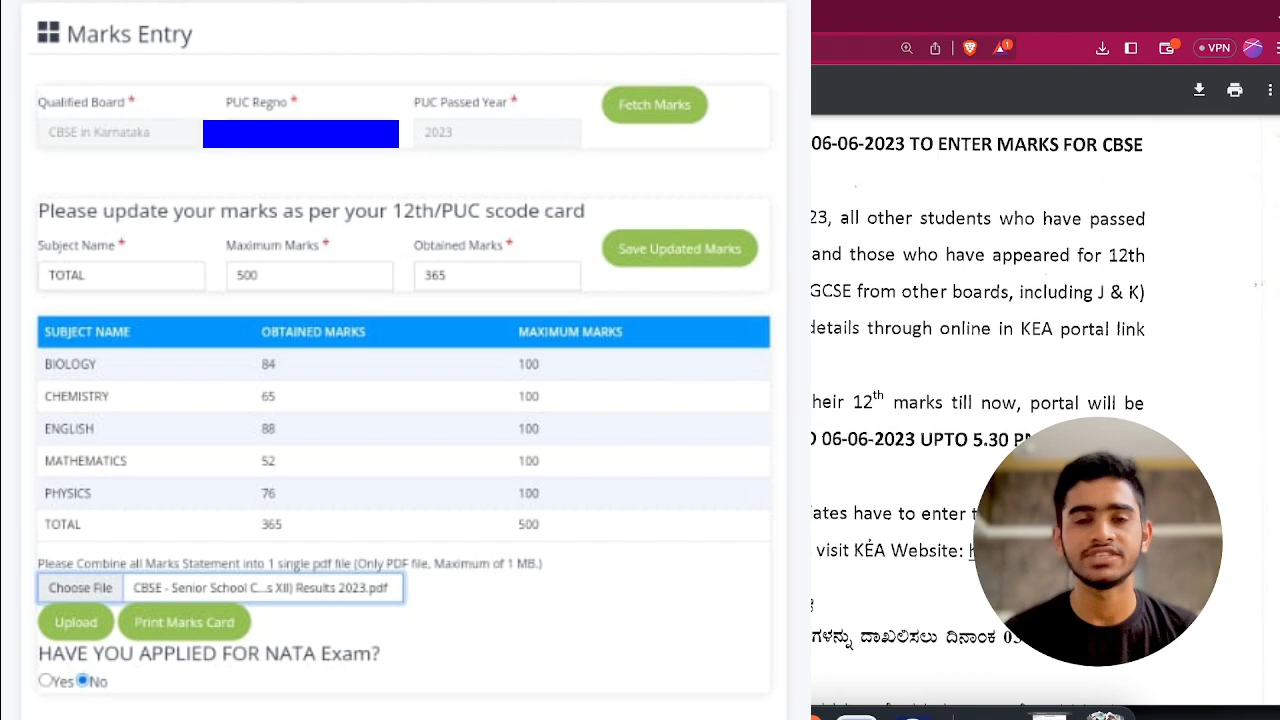 Marks Entry
Qualified Board *
PUC Regno *
PUC Passed Year *
Fetch Marks
CBSE in Karnataka
2023
Please update your marks as per your 12th/PUC scode card
Subject Name *
Maximum Marks *
Obtained Marks *
Save Updated Marks
TOTAL
500
365
SUBJECT NAME OBTAINED MARKS MAXIMUM MARKS
BIOLOGY 84 100
CHEMISTRY 65 100
ENGLISH 88 100
MATHEMATICS 52 100
PHYSICS 76 100
TOTAL 365 500
Please Combine all Marks Statement into 1 single pdf file (Only PDF file, Maximum of 1 MB.)
Choose File CBSE - Senior School C...s XII) Results 2023.pdf
Upload Print Marks Card
HAVE YOU APPLIED FOR NATA Exam?
Yes No
1
VPN
06-06-2023 TO ENTER MARKS FOR CBSE
23, all other students who have passed
and those who have appeared for 12th
GCSE from other boards, including J & K)
details through online in KEA portal link
heir 12th marks till now, portal will be
06-06-2023 UPTO 5.30
ates have to enter
visit KEA Website:
ಗಳನ್ನು ದಾಖಲಿಸಲು ದಿನಾಂಕ